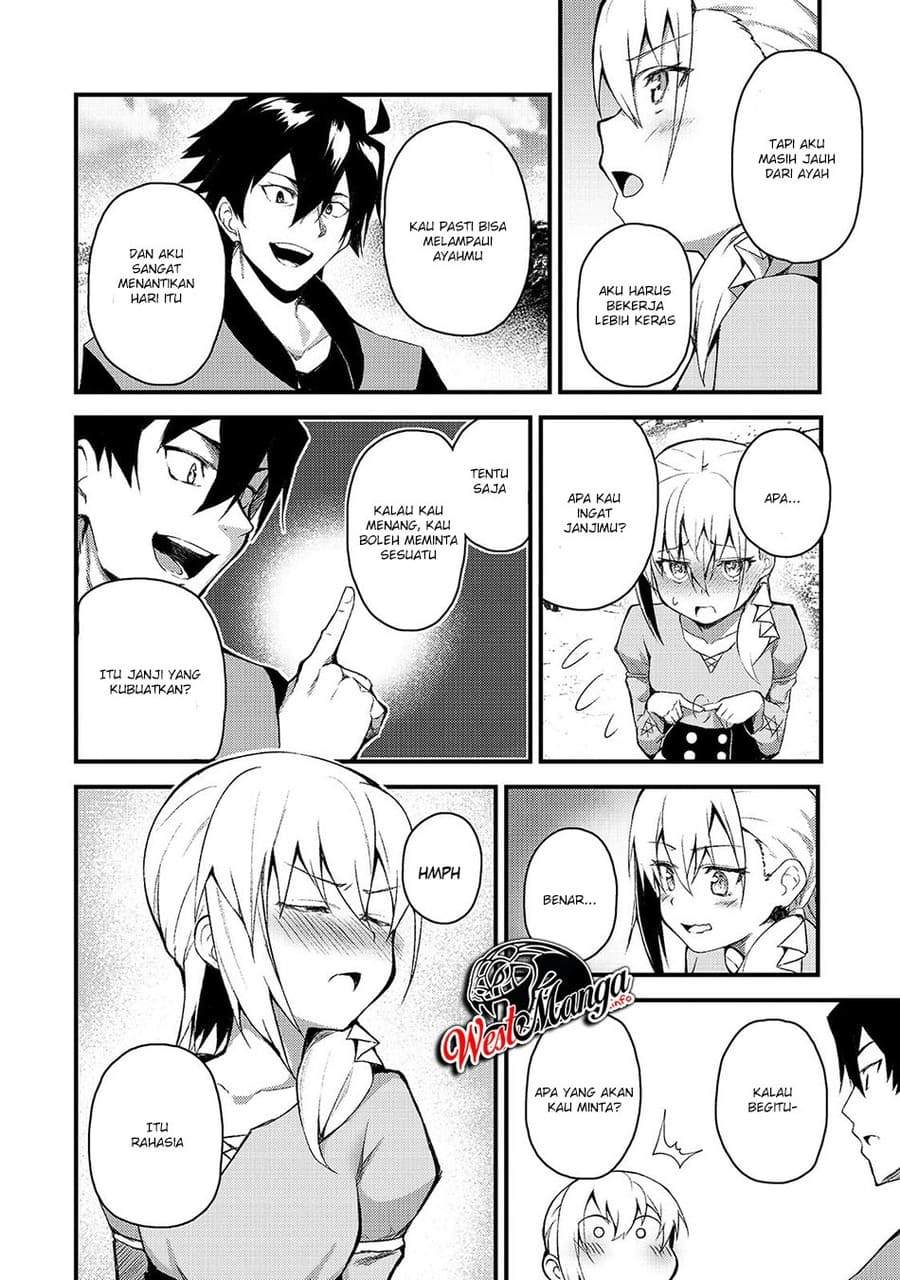 TAPI AKU
MASIH JAUH
DARI AYAH
AKU HARUS
BEKERJA
LEBIH KERAS
KAU PASTI BISA
MELAMPAUI
AYAHMU
DAN AKU
SANGAT
MENANTIKAN
HARI ITU
APA...
APA KAU
INGAT
JANJIMU?
TENTU
SAJA
KALAU KAU
MENANG, KAU
BOLEH MEMINTA
SESUATU
ITU JANJI YANG
KUBUATKAN?
BENAR...
KALAU
BEGITU-
APA YANG AKAN
KAU MINTA?
HMPH
ITU
RAHASIA
WestManga
.info